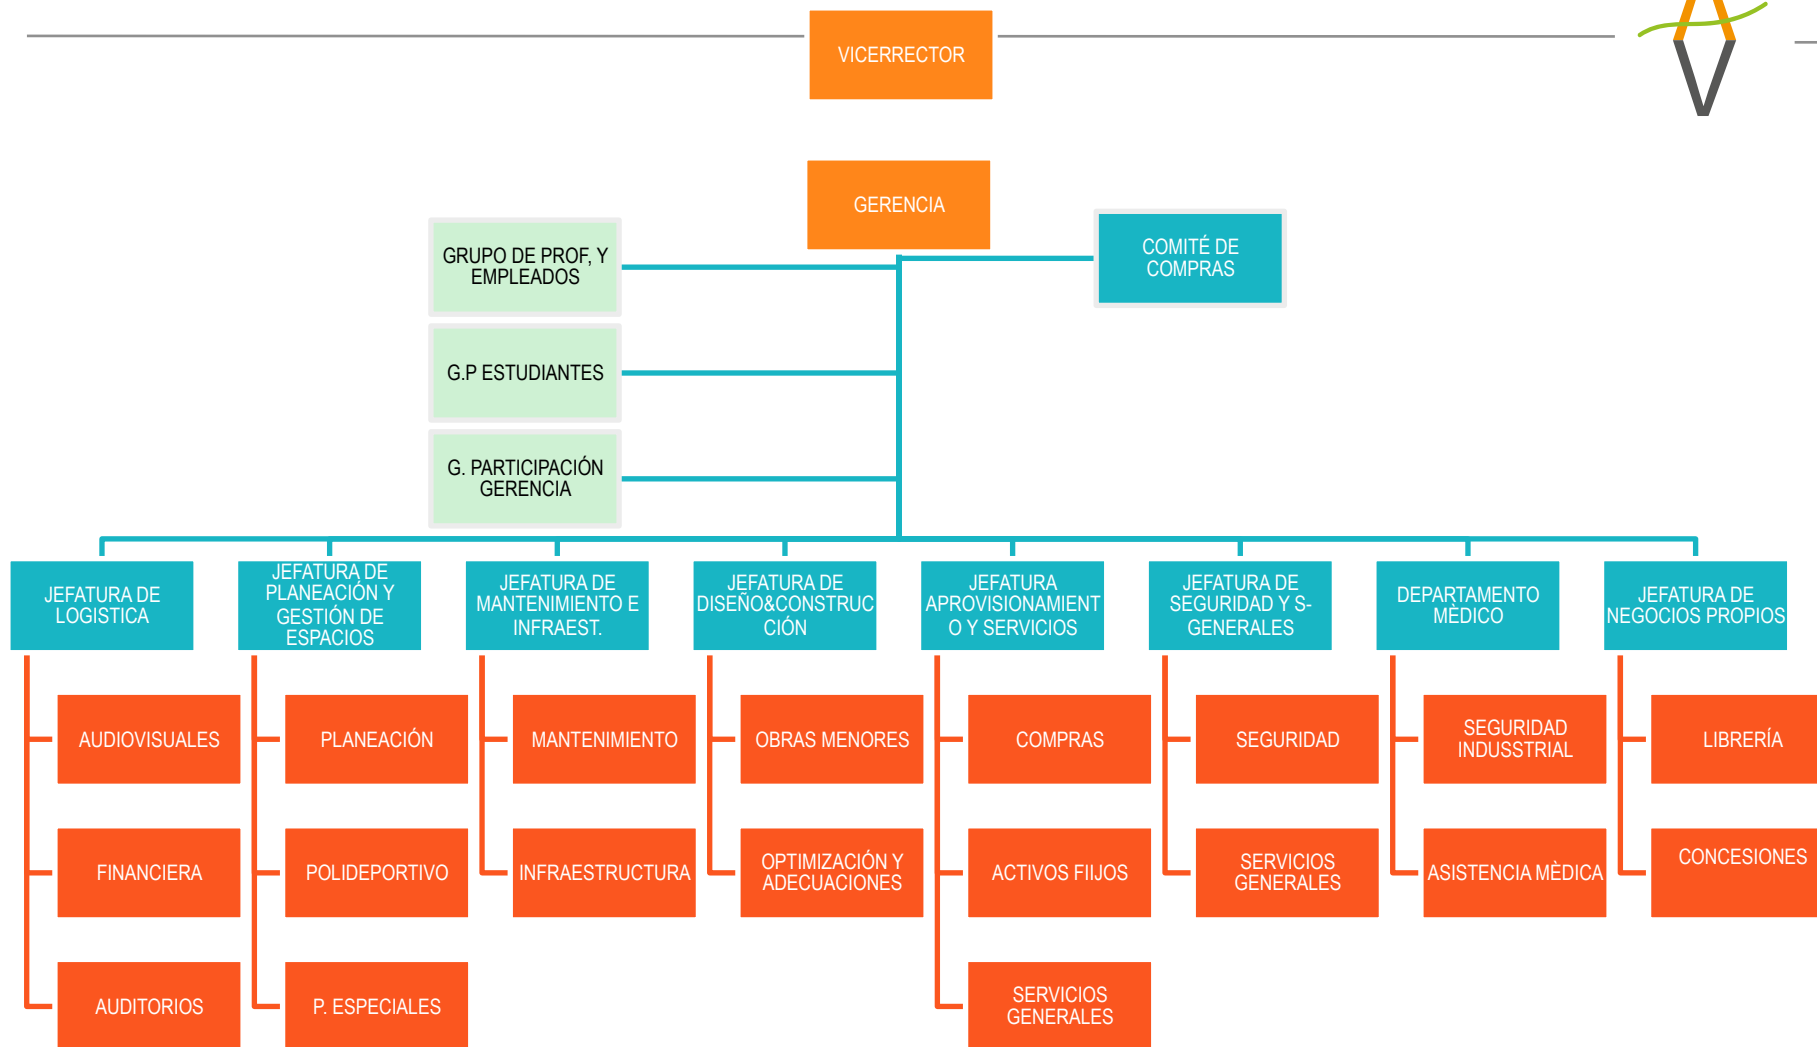 VICERRECTOR
GERENCIA
GRUPO DE PROF, Y
EMPLEADOS
COMITÉ DE
COMPRAS
G.P ESTUDIANTES
G. PARTICIPACIÓN
GERENCIA
JEFATURA DE
LOGISTICA
JEFATURA DE
PLANEACIÓN Y
GESTIÓN DE
ESPACIOS
JEFATURA DE
MANTENIMIENTO E
INFRAEST.
JEFATURA DE
DISEÑO&CONSTRUC
CIÓN
JEFATURA
APROVISIONAMIENT
O Y SERVICIOS
JEFATURA DE
SEGURIDAD Y S-
GENERALES
DEPARTAMENTO
MÈDICO
JEFATURA DE
NEGOCIOS PROPIOS
AUDIOVISUALES
PLANEACIÓN
MANTENIMIENTO
OBRAS MENORES
COMPRAS
SEGURIDAD
SEGURIDAD
INDUSSTRIAL
LIBRERÍA
FINANCIERA
POLIDEPORTIVO
INFRAESTRUCTURA
OPTIMIZACIÓN Y
ADECUACIONES
ACTIVOS FIIJOS
SERVICIOS
GENERALES
ASISTENCIA MÈDICA
CONCESIONES
AUDITORIOS
P. ESPECIALES
SERVICIOS
GENERALES